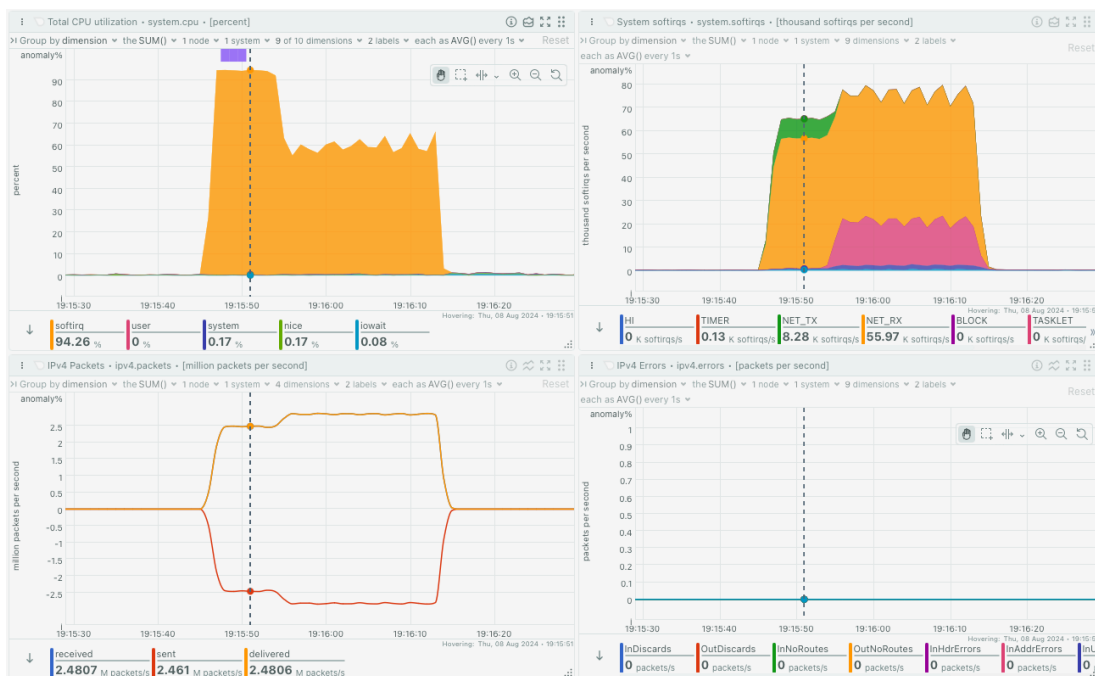 Total CPU utilization • system.cpu • [percent]
Group by dimension the SUM() 1 node 1 system 9 of 10 dimensions 2 labels each as AVG() every 1s Reset
anomaly%
90
80
70
60
50
40
30
20
10
0
percent
19:15:30 19:15:40 19:15:50 19:16:00 19:16:10 19:16:20
Hovering: Thu, 08 Aug 2024 • 19:15:51
softirq user system nice iowait
94.26 % 0 % 0.17 % 0.17 % 0.08 %
System softirqs • system.softirqs • [thousand softirqs per second]
Group by dimension the SUM() 1 node 1 system 9 dimensions 2 labels
each as AVG() every 1s Reset
anomaly%
80
70
60
50
40
30
20
10
0
thousand softirqs per second
19:15:30 19:15:40 19:15:50 19:16:00 19:16:10 19:16:20
Hovering: Thu, 08 Aug 2024 • 19:15:5
HI TIMER NET_TX NET_RX BLOCK TASKLET
0 K softirqs/s 0.13 K softirqs/s 8.28 K softirqs/s 55.97 K softirqs/s 0 K softirqs/s 0 K softirqs/
IPv4 Packets • ipv4.packets • [million packets per second]
Group by dimension the SUM() 1 node 1 system 4 dimensions 2 labels each as AVG() every 1s Reset
anomaly%
2.5
2
1.5
1
0.5
0
-0.5
-1
-1.5
-2
-2.5
million packets per second
19:15:30 19:15:40 19:15:50 19:16:00 19:16:10 19:16:20
Hovering: Thu, 08 Aug 2024 • 19:15:51
received sent delivered
2.4807 M packets/s 2.461 M packets/s 2.4806 M packets/s
IPv4 Errors • ipv4.errors • [packets per second]
Group by dimension the SUM() 1 node 1 system 9 dimensions 2 labels
each as AVG() every 1s Reset
anomaly%
1
0.9
0.8
0.7
0.6
0.5
0.4
0.3
0.2
0.1
0
packets per second
19:15:30 19:15:40 19:15:50 19:16:00 19:16:10 19:16:20
Hovering: Thu, 08 Aug 2024 • 19:15:5
InDiscards OutDiscards InNoRoutes OutNoRoutes InHdrErrors InAddrErrors InU
0 packets/s 0 packets/s 0 packets/s 0 packets/s 0 packets/s 0 packets/s 0